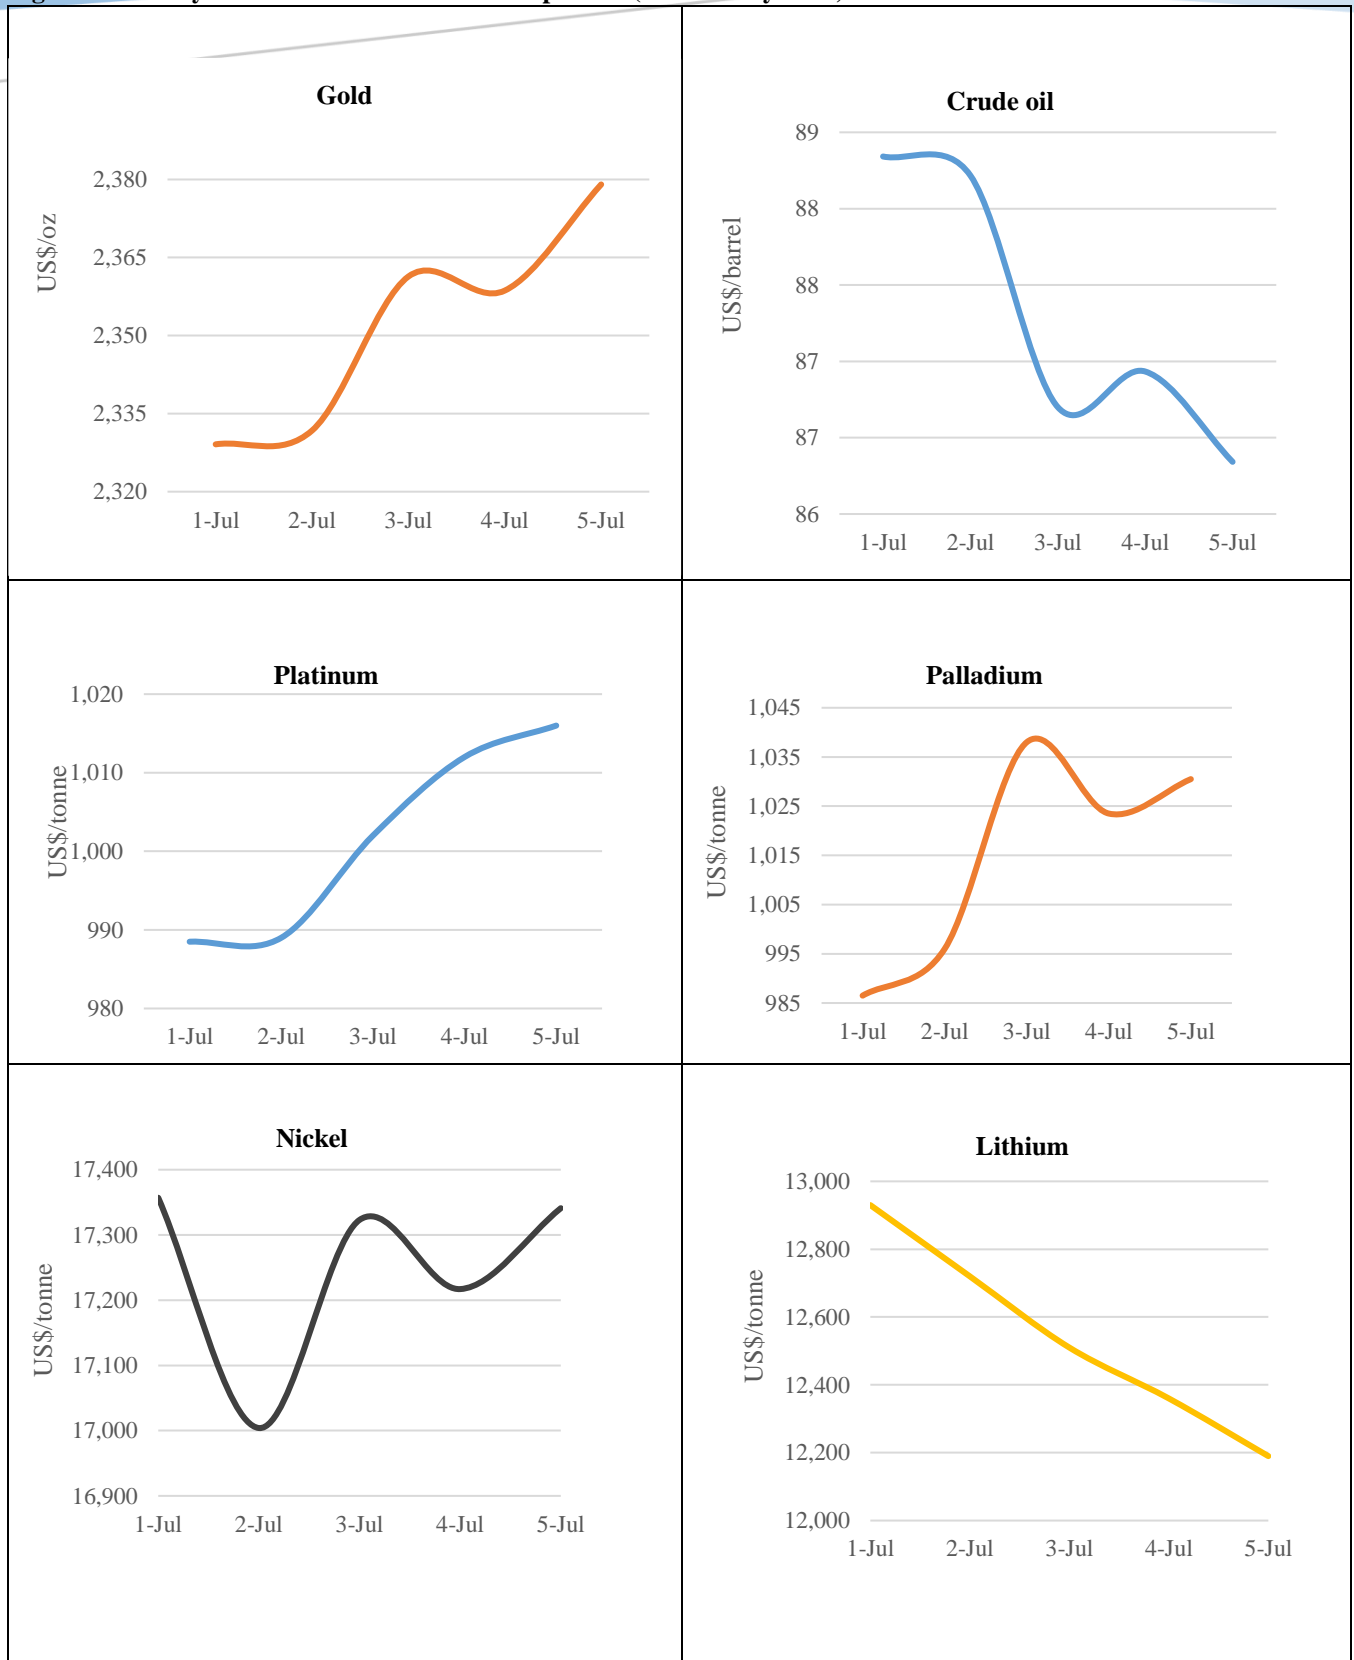 Gold
US$/oz
2,380
2,365
2,350
2,335
2,320
1-Jul 2-Jul 3-Jul 4-Jul 5-Jul
Crude oil
US$/barrel
89
88
88
87
87
86
1-Jul 2-Jul 3-Jul 4-Jul 5-Jul
Platinum
US$/tonne
1,020
1,010
1,000
990
980
1-Jul 2-Jul 3-Jul 4-Jul 5-Jul
Palladium
US$/tonne
1,045
1,035
1,025
1,015
1,005
995
985
1-Jul 2-Jul 3-Jul 4-Jul 5-Jul
Nickel
US$/tonne
17,400
17,300
17,200
17,100
17,000
16,900
1-Jul 2-Jul 3-Jul 4-Jul 5-Jul
Lithium
US$/tonne
13,000
12,800
12,600
12,400
12,200
12,000
1-Jul 2-Jul 3-Jul 4-Jul 5-Jul